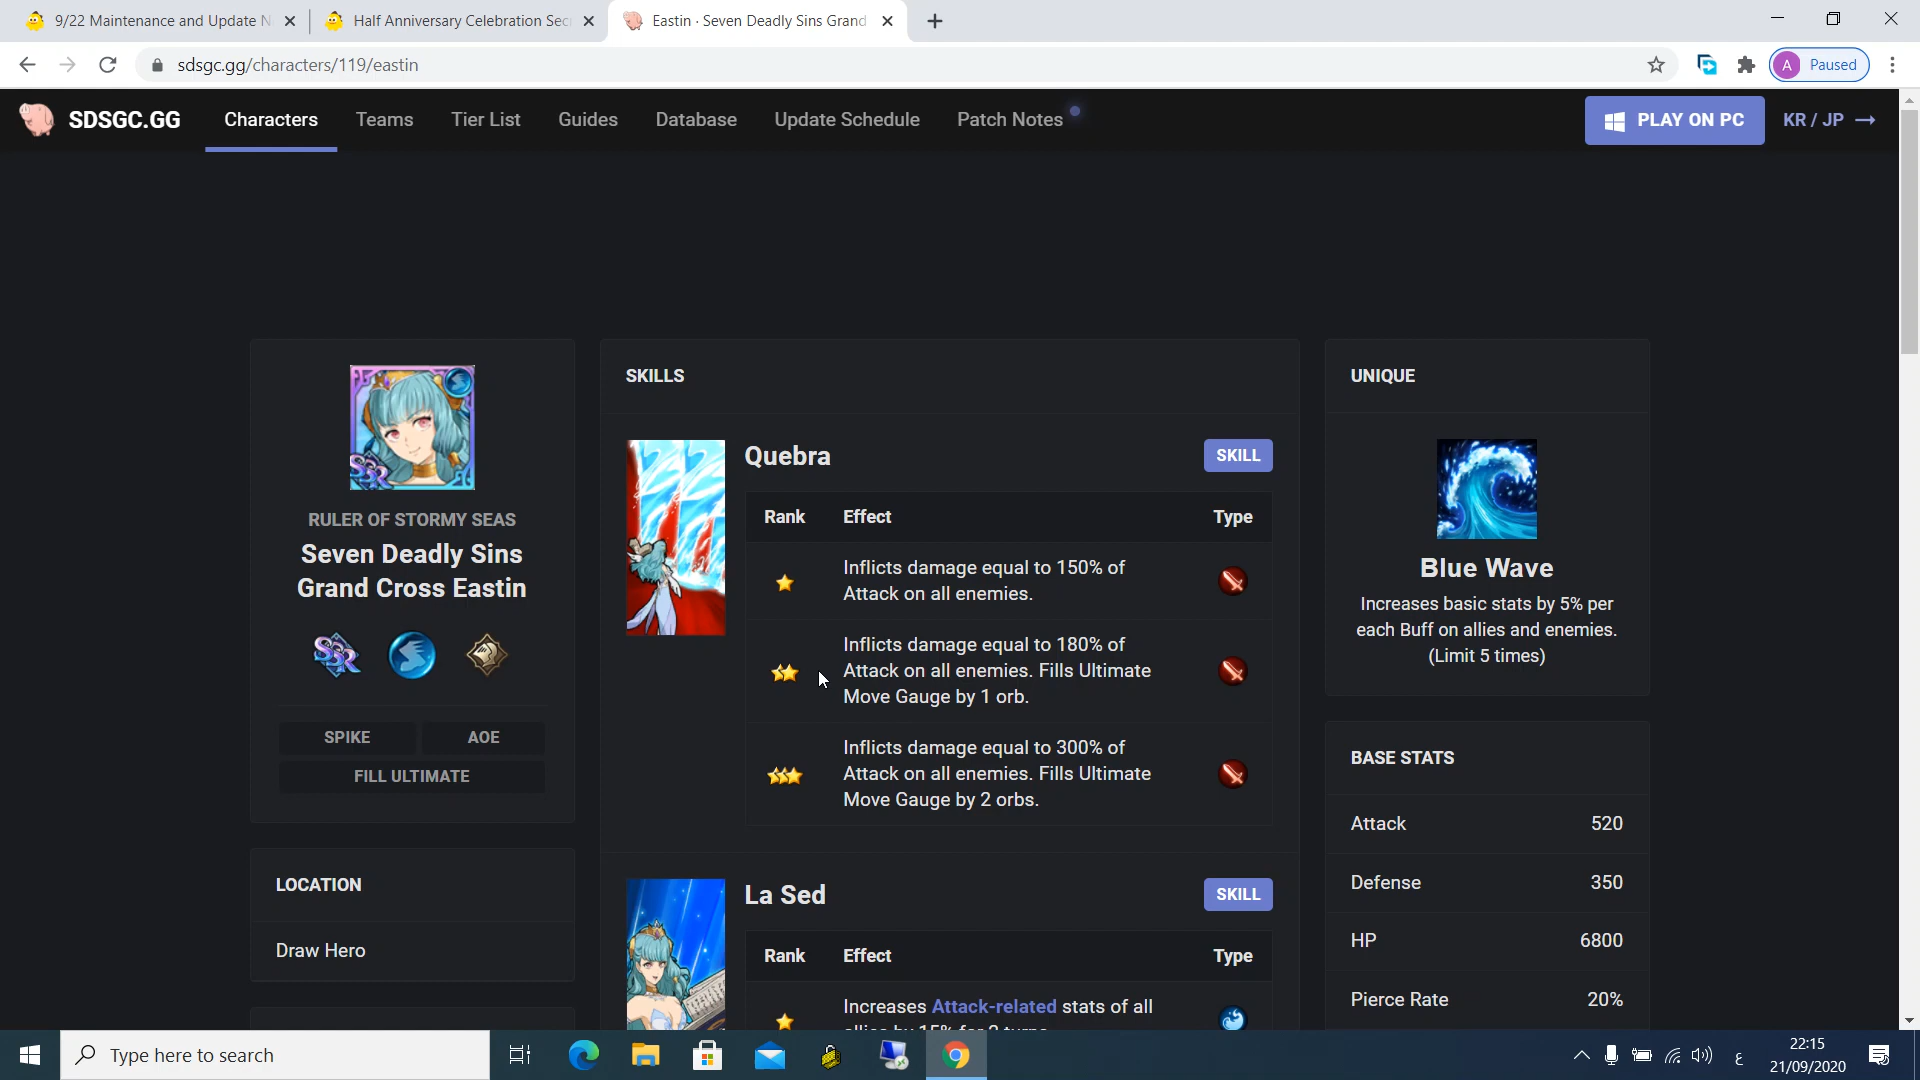 9/22 Maintenance and Update N
Half Anniversary Celebration Sec
Eastin · Seven Deadly Sins Grand
sdsgc.gg/characters/119/eastin
A Paused
SDSGC.GG
Characters
Teams
Tier List
Guides
Database
Update Schedule
Patch Notes
PLAY ON PC
KR / JP →
SSR
RULER OF STORMY SEAS
Seven Deadly Sins
Grand Cross Eastin
SSR
SPIKE
AOE
FILL ULTIMATE
LOCATION
Draw Hero
SKILLS
Quebra
SKILL
Rank Effect Type
Inflicts damage equal to 150% of
Attack on all enemies.
Inflicts damage equal to 180% of
Attack on all enemies. Fills Ultimate
Move Gauge by 1 orb.
Inflicts damage equal to 300% of
Attack on all enemies. Fills Ultimate
Move Gauge by 2 orbs.
La Sed
SKILL
Rank Effect Type
Increases Attack-related stats of all
allies by 15% for 2 turns.
UNIQUE
Blue Wave
Increases basic stats by 5% per
each Buff on allies and enemies.
(Limit 5 times)
BASE STATS
Attack 520
Defense 350
HP 6800
Pierce Rate 20%
Type here to search
ع
22:15
21/09/2020